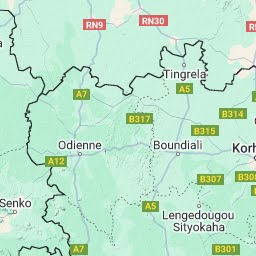 RN9
RN30
Tingrela
A7
A5
B317
B314
B315
Odienne
Boundiali
Korh
A12
B307
B308
Senko
A5
Lengedougou
Sityokaha
A7
B301